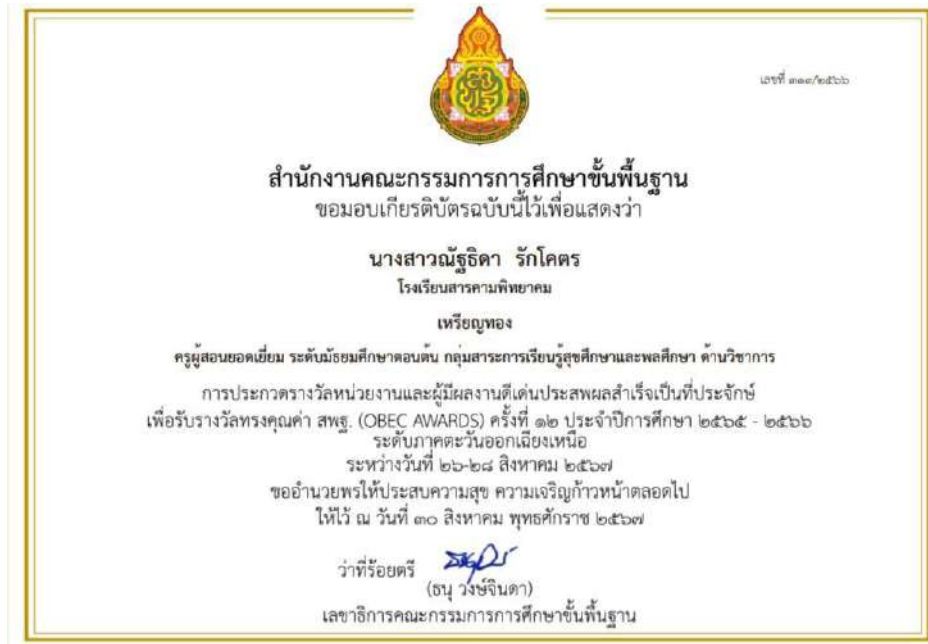 เลขที่ ๓๑๓/๒๕๖๖
สำนักงานคณะกรรมการการศึกษาขั้นพื้นฐาน
ขอมอบเกียรติบัตรฉบับนี้ไว้เพื่อแสดงว่า
นางสาวณัฐธิดา รักโคตร
โรงเรียนสารคามพิทยาคม
เหรียญทอง
ครูผู้สอนยอดเยี่ยม ระดับมัธยมศึกษาตอนต้น กลุ่มสาระการเรียนรู้สุขศึกษาและพลศึกษา ด้านวิชาการ
การประกวดรางวัลหน่วยงานและผู้มีผลงานดีเด่นประสพผลสำเร็จเป็นที่ประจักษ์
เพื่อรับรางวัลทรงคุณค่า สพฐ. (OBEC AWARDS) ครั้งที่ ๑๒ ประจำปีการศึกษา ๒๕๖๕ - ๒๕๖๖
ระดับภาคตะวันออกเฉียงเหนือ
ระหว่างวันที่ ๒๖-๒๘ สิงหาคม ๒๕๖๗
ขออำนวยพรให้ประสบความสุข ความเจริญก้าวหน้าตลอดไป
ให้ไว้ ณ วันที่ ๓๐ สิงหาคม พุทธศักราช ๒๕๖๗
ว่าที่ร้อยตรี
(ธนุ วงษ์จินดา)
เลขาธิการคณะกรรมการการศึกษาขั้นพื้นฐาน